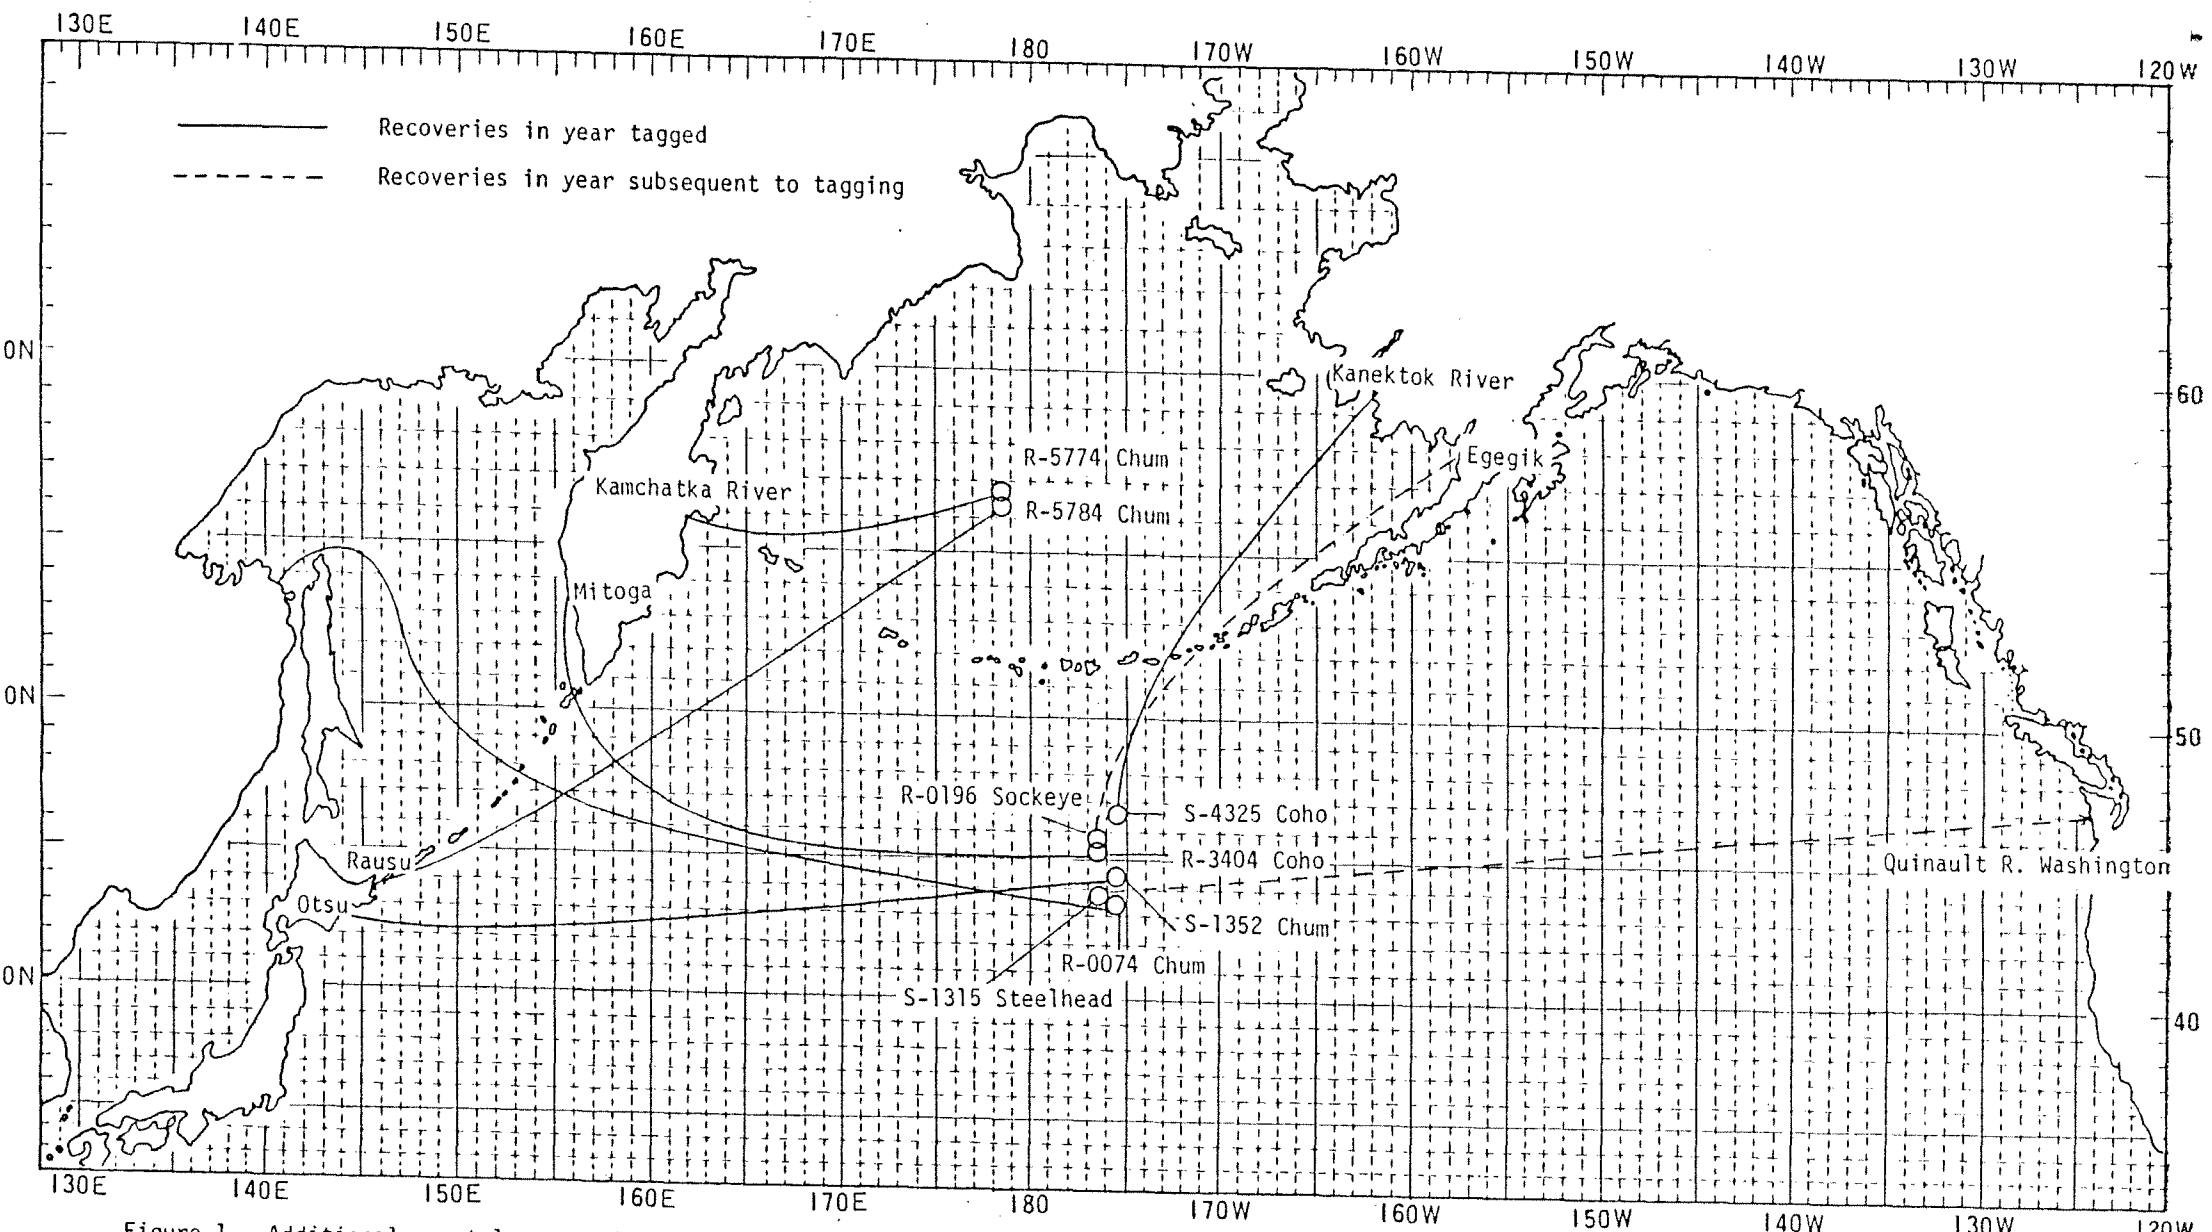 130E 140E 150E 160E 170E 180 170W 160W 150W 140W 130W 120W
Recoveries in year tagged
Recoveries in year subsequent to tagging
0N
Kanektok River
60
R-5774 Chum
Egegik
Kamchatka River
R-5784 Chum
Mitoga
0N
50
R-0196 Sockeye
S-4325 Coho
Rausu
R-3404 Coho
Quinault R. Washington
Otsu
S-1352 Chum
R-0074 Chum
0N
S-1315 Steelhead
40
130E 140E 150E 160E 170E 180 170W 160W 150W 140W 130W 120W
Figure 1. Additional